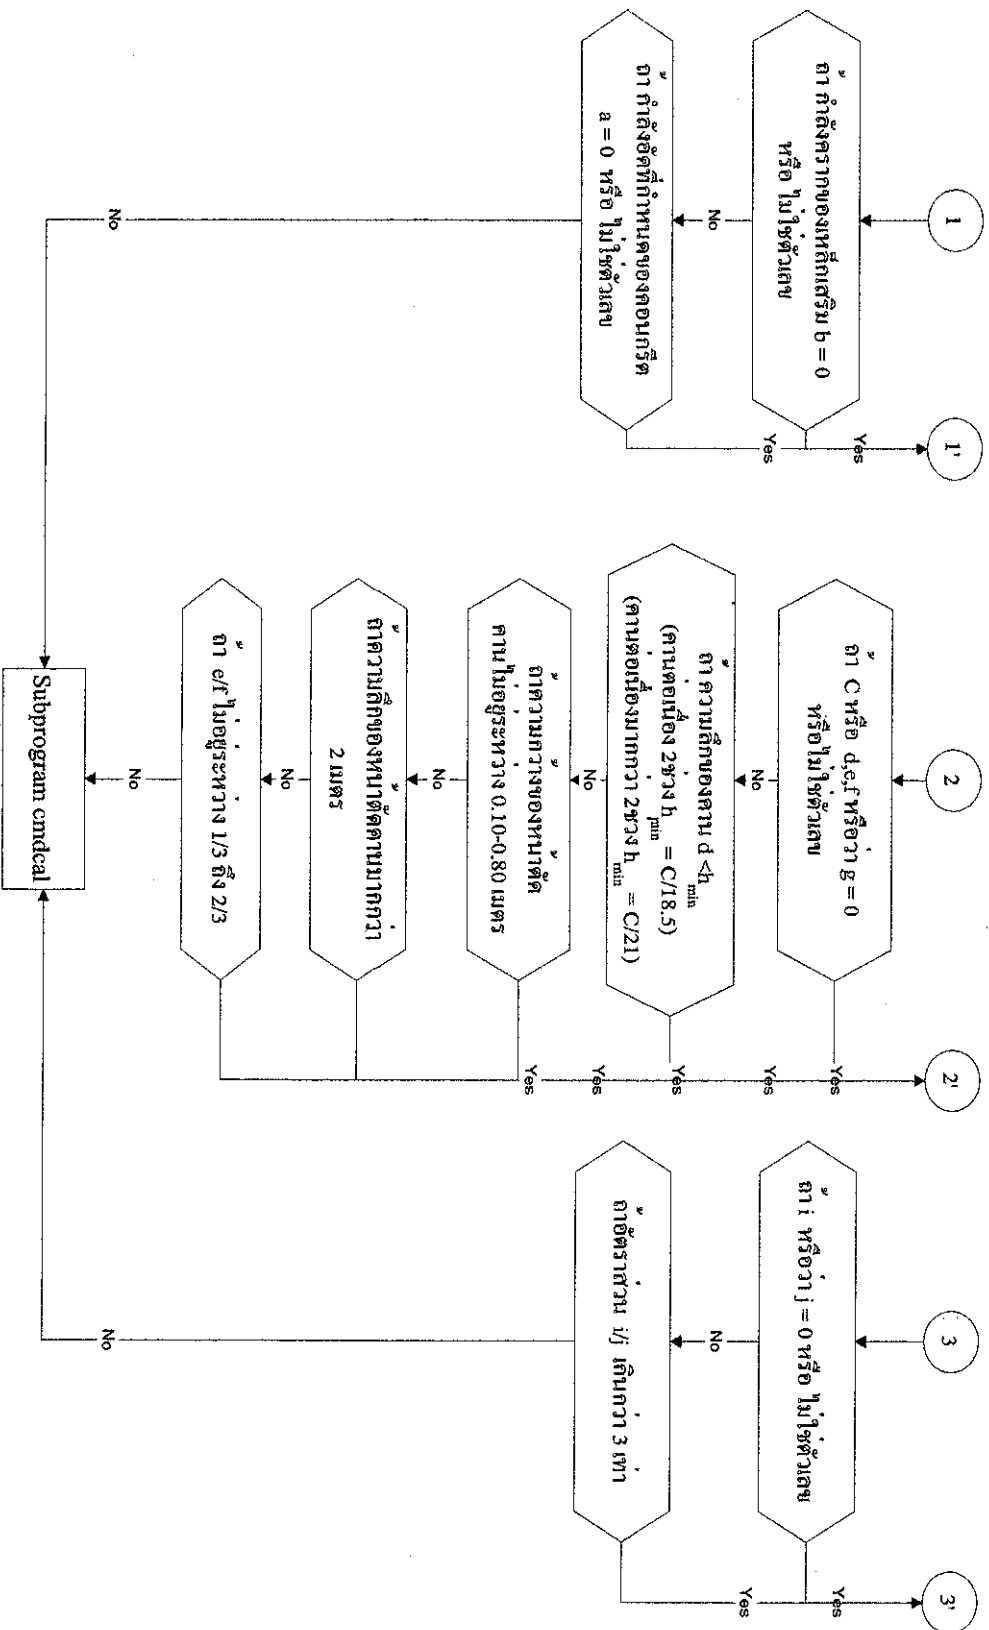 1
ถ้า กำลังครากของเหล็กเสริม b = 0
หรือ ไม่ใช่ตัวเลข
Yes
1'
No
ถ้า กำลังอัดที่กำหนดของคอนกรีต
a = 0 หรือ ไม่ใช่ตัวเลข
Yes
No
2
ถ้า C หรือ d,e,f หรือว่า g = 0
หรือไม่ใช่ตัวเลข
Yes
2'
No
ถ้า ความลึกของคาน d <h min
(คานต่อเนื่อง 2ช่วง h min = C/18.5)
(คานต่อเนื่องมากกว่า 2ช่วง h min = C/21)
Yes
Yes
No
ถ้าความกว้างของหน้าตัด
คานไม่อยู่ระหว่าง 0.10-0.80 เมตร
Yes
No
ถ้าความลึกของหน้าตัดคานมากกว่า
2 เมตร
Yes
No
ถ้า e/f ไม่อยู่ระหว่าง 1/3 ถึง 2/3
No
3
ถ้า i หรือว่า j = 0 หรือ ไม่ใช่ตัวเลข
Yes
3'
No
ถ้าอัตราส่วน i/j เกินกว่า 3 เท่า
Yes
No
Subprogram cmdcal